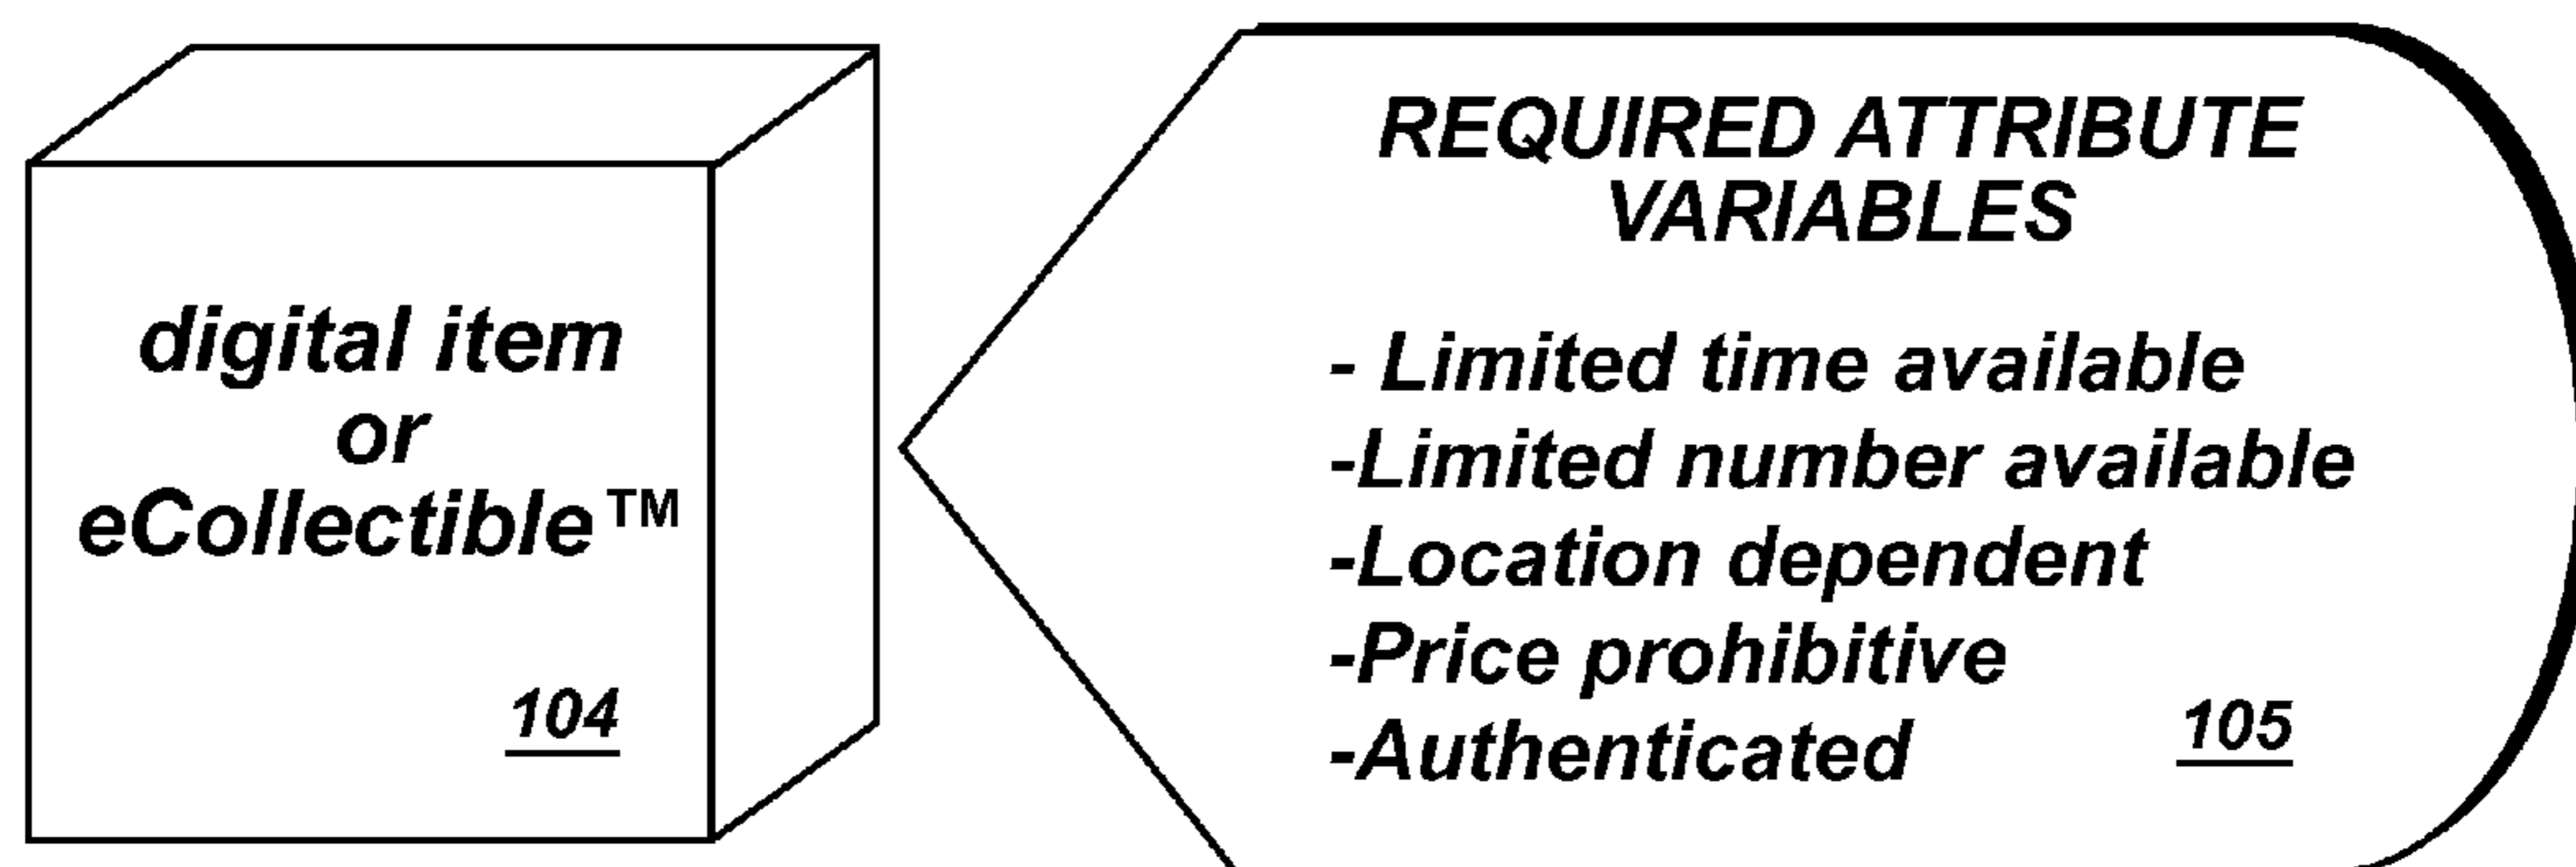 digital item
or
eCollectible™
104
REQUIRED ATTRIBUTE
VARIABLES
- Limited time available
-Limited number available
-Location dependent
-Price prohibitive
-Authenticated
105